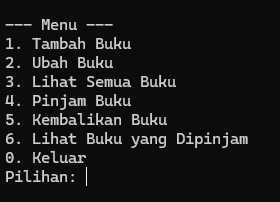 --- Menu ---
1. Tambah Buku
2. Ubah Buku
3. Lihat Semua Buku
4. Pinjam Buku
5. Kembalikan Buku
6. Lihat Buku yang Dipinjam
0. Keluar
Pilihan: